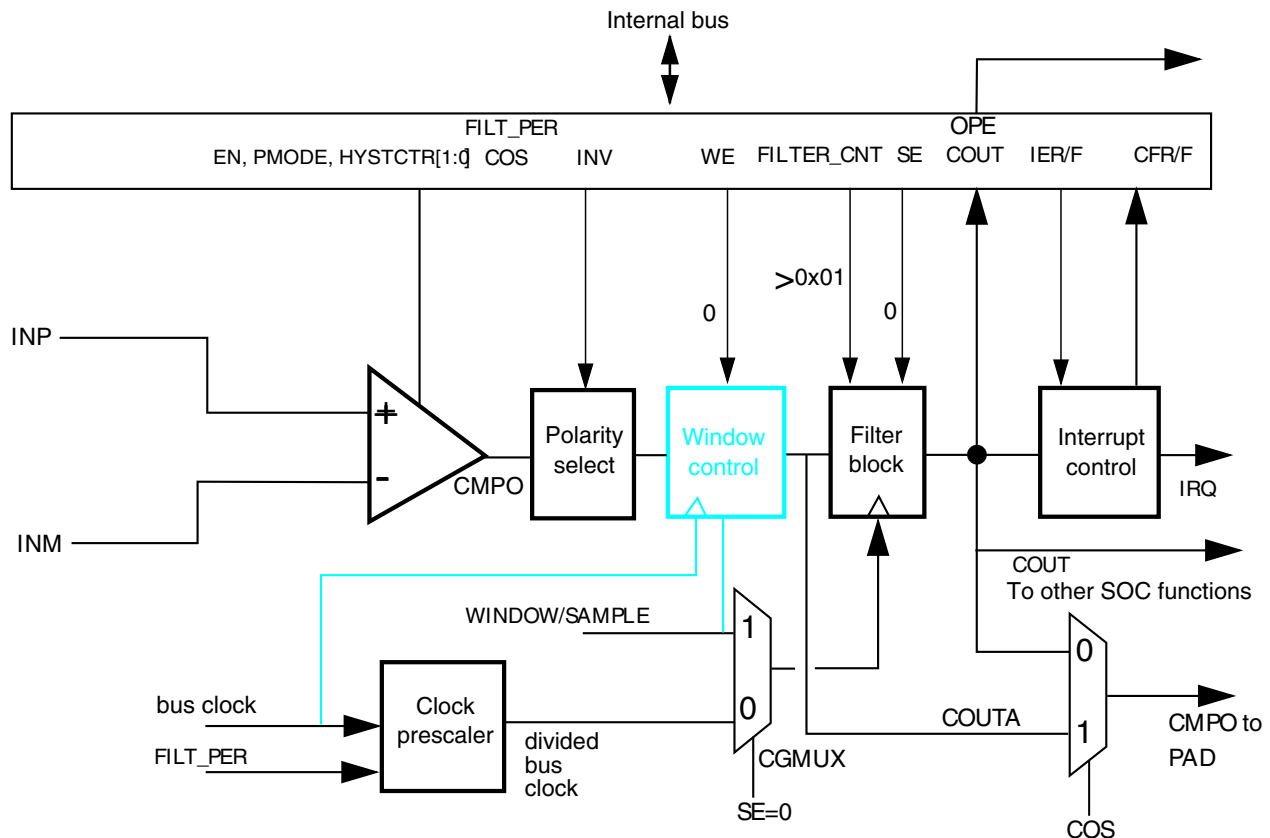 Internal bus
FILT_PER
OPE
EN, PMODE, HYSTCTR[1:0] COS INV WE FILTER_CNT SE COUT IER/F CFR/F
>0x01
0
0
INP
+
-
INM
CMPO
Polarity
select
Window
control
Filter
block
Interrupt
control
IRQ
COUT
To other SOC functions
WINDOW/SAMPLE
1
0
CGMUX
SE=0
bus clock
FILT_PER
Clock
prescaler
divided
bus
clock
COUTA
0
1
COS
CMPO to
PAD